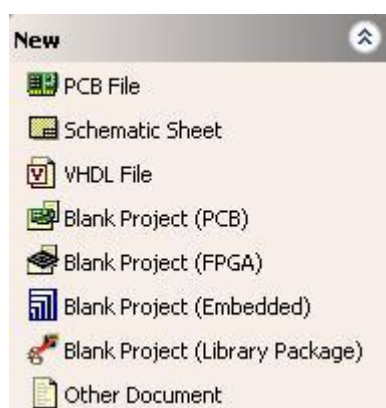 New
PCB File
Schematic Sheet
VHDL File
Blank Project (PCB)
Blank Project (FPGA)
Blank Project (Embedded)
Blank Project (Library Package)
Other Document